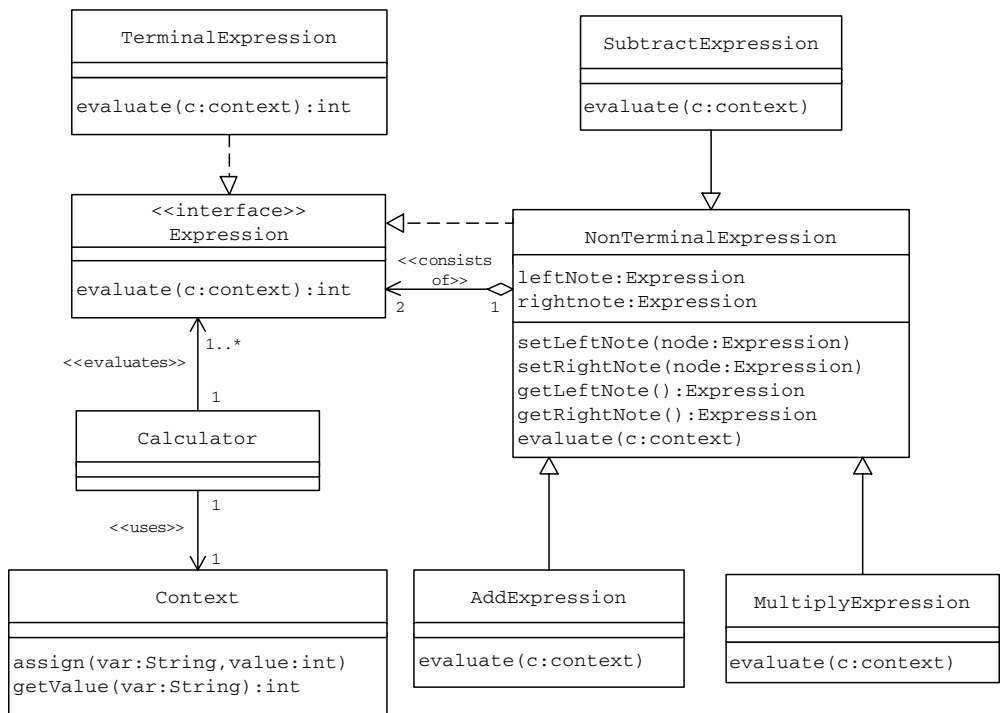 TerminalExpression
evaluate(c:context):int
SubtractExpression
evaluate(c:context)
<<interface>>
Expression
evaluate(c:context):int
<<consists
of>>
2
1
NonTerminalExpression
leftNote:Expression
rightnote:Expression
setLeftNote(node:Expression)
setRightNote(node:Expression)
getLeftNote():Expression
getRightNote():Expression
evaluate(c:context)
1..*
<<evaluates>>
1
Calculator
1
<<uses>>
1
Context
assign(var:String,value:int)
getValue(var:String):int
AddExpression
evaluate(c:context)
MultiplyExpression
evaluate(c:context)